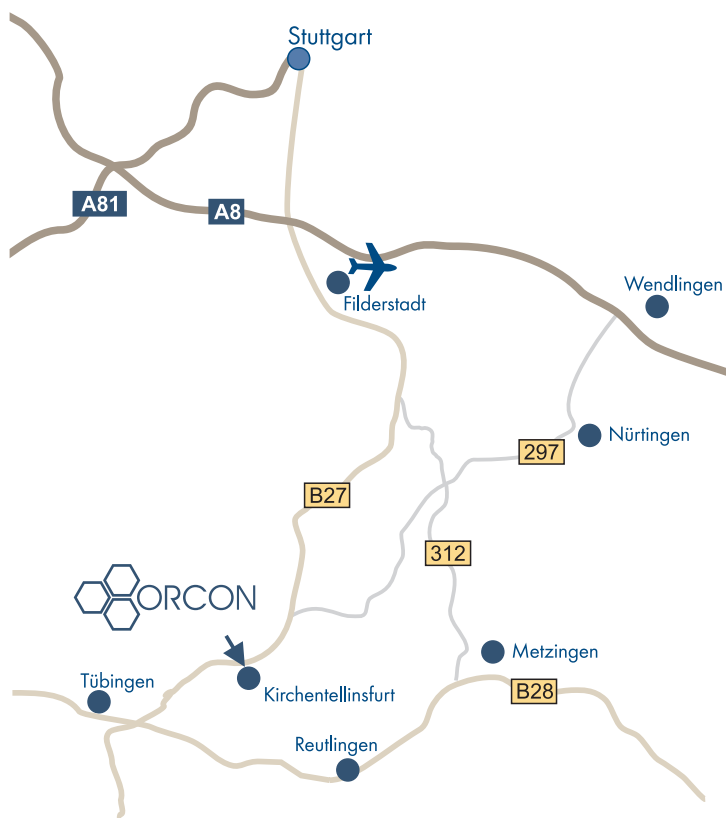 Stuttgart
A81
A8
Wendlingen
Filderstadt
Nürtingen
297
B27
312
ORCON
Metzingen
Tübingen
Kirchentellinsfurt
B28
Reutlingen